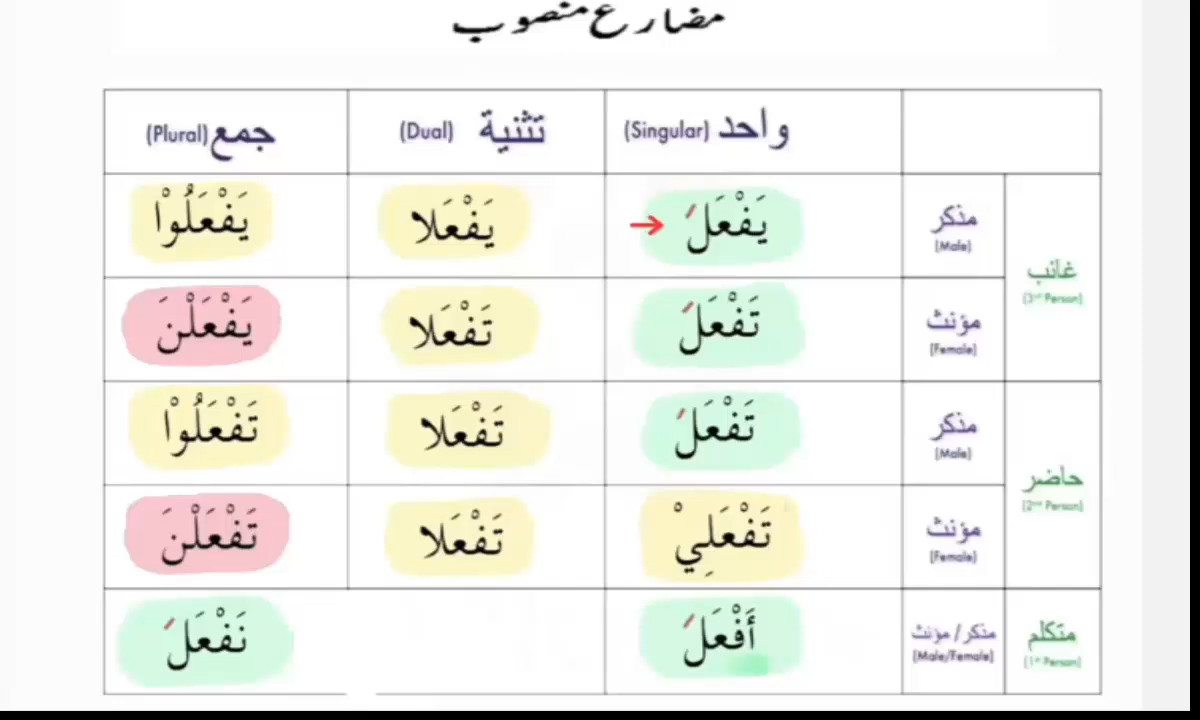 مضارع منصوب
واحد (Singular) تثنية (Dual) جمع (Plural)
غائب (3rd Person)
مذكر (Male) يَفْعَلَ يَفْعَلا يَفْعَلُوْا
مؤنث (Female) تَفْعَلَ تَفْعَلا يَفْعَلْنَ
حاضر (2nd Person)
مذكر (Male) تَفْعَلَ تَفْعَلا تَفْعَلُوْا
مؤنث (Female) تَفْعَلِيْ تَفْعَلا تَفْعَلْنَ
متكلم (1st Person)
مذكر / مؤنث (Male/Female) أَفْعَلَ نَفْعَلَ